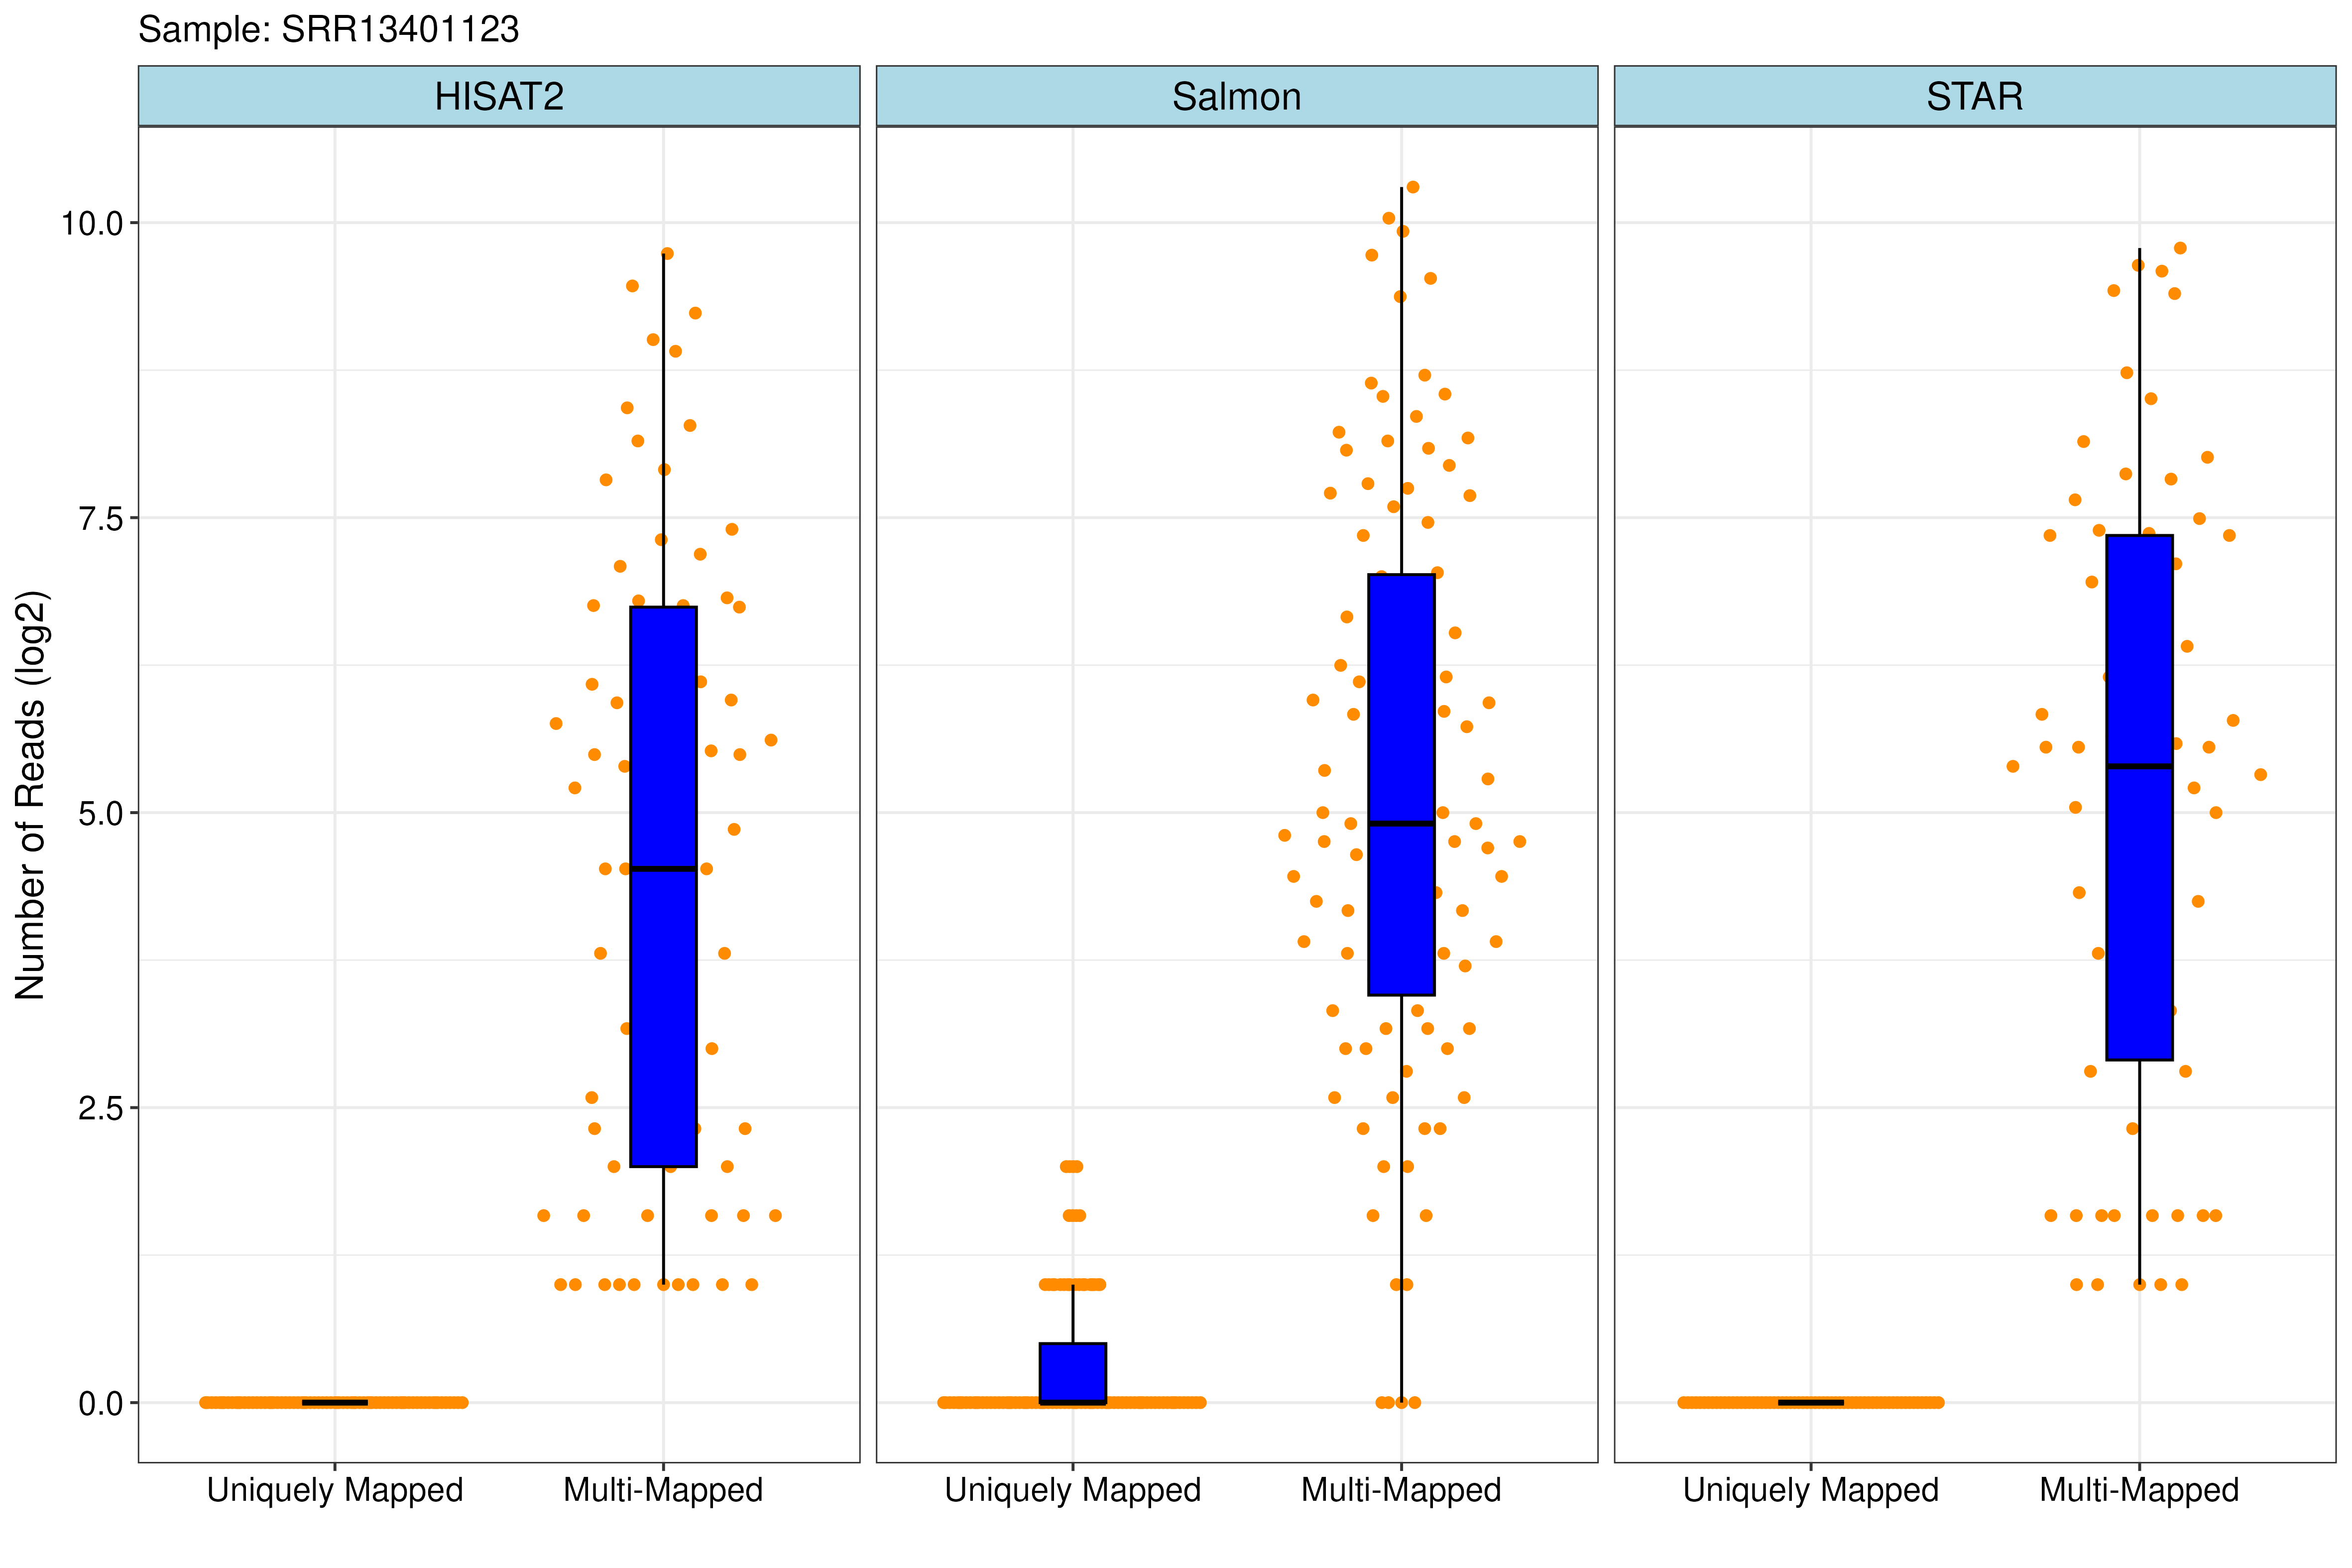 Sample: SRR13401123
HISAT2
Salmon
STAR
Number of Reads (log2)
10.0
7.5
5.0
2.5
0.0
Uniquely Mapped
Multi-Mapped
Uniquely Mapped
Multi-Mapped
Uniquely Mapped
Multi-Mapped